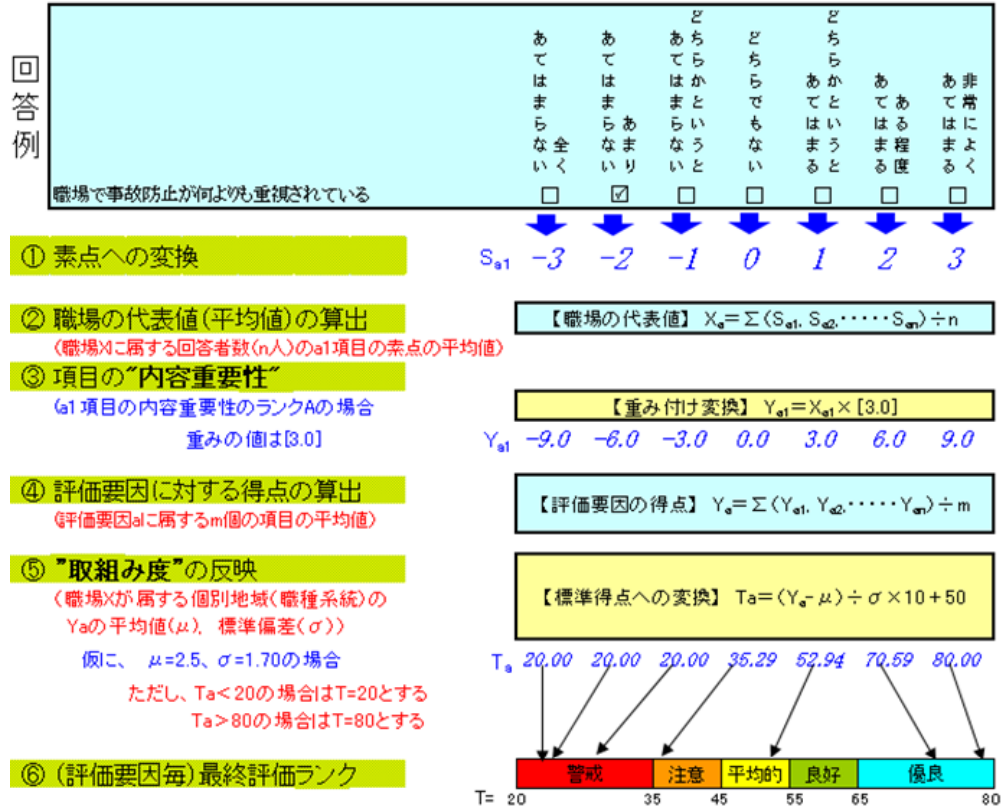 回答例
全く あてはまらない
あまり あてはまらない
どちらかというと あてはまらない
どちらでもない
どちらかというと あてはまる
ある程度 あてはまる
非常によく あてはまる
職場で事故防止が何よりも重視されている
① 素点への変換
Sa1 -3 -2 -1 0 1 2 3
② 職場の代表値(平均値)の算出
(職場Xに属する回答者数(n人)のa1項目の素点の平均値)
【職場の代表値】 Xa=Σ(Sa1, Sa2,・・・・・San)÷n
③ 項目の"内容重要性"
(a1項目の内容重要性のランクAの場合
重みの値は[3.0]
【重み付け変換】 Ya1=Xa1×[3.0]
Ya1 -9.0 -6.0 -3.0 0.0 3.0 6.0 9.0
④ 評価要因に対する得点の算出
(評価要因aに属するm個の項目の平均値)
【評価要因の得点】 Ya=Σ(Ya1, Ya2,・・・・・Yan)÷m
⑤ ”取組み度”の反映
(職場Xが属する個別地域(職種系統)の
Yaの平均値(μ), 標準偏差(σ))
仮に、 μ=2.5、σ=1.70の場合
ただし、Ta<20の場合はT=20とする
Ta>80の場合はT=80とする
【標準得点への変換】 Ta=(Ya-μ)÷σ×10+50
Ta 20.00 20.00 20.00 35.29 52.94 70.59 80.00
⑥ (評価要因毎)最終評価ランク
警戒 注意 平均的 良好 優良
T= 20 35 45 55 65 80